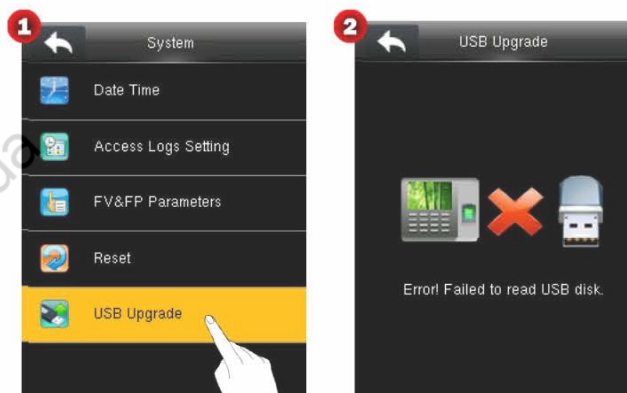 1
System
Date Time
Access Logs Setting
FV&FP Parameters
Reset
USB Upgrade
2
USB Upgrade
Error! Failed to read USB disk.